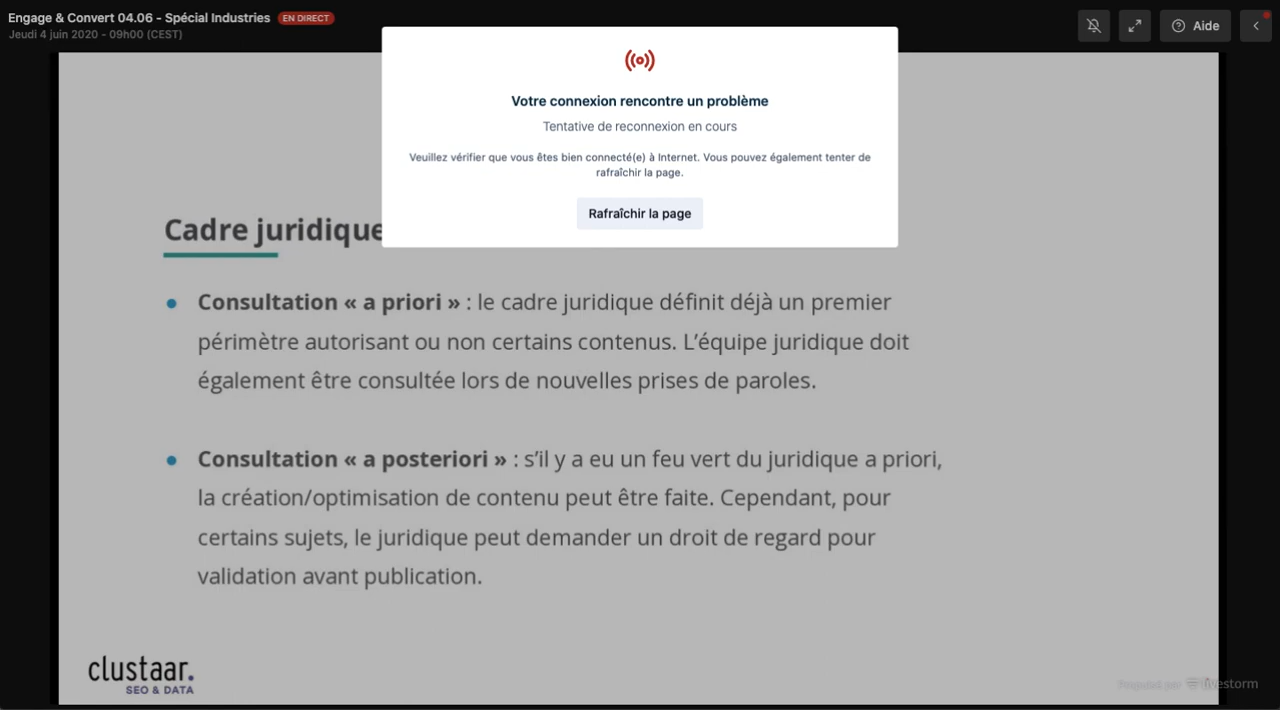 Engage & Convert 04.06 - Spécial Industries EN DIRECT
Jeudi 4 juin 2020 - 09h00 (CEST)
Aide
Votre connexion rencontre un problème
Tentative de reconnexion en cours
Veuillez vérifier que vous êtes bien connecté(e) à Internet. Vous pouvez également tenter de
rafraîchir la page.
Rafraîchir la page
Cadre juridique
Consultation « a priori » : le cadre juridique définit déjà un premier
périmètre autorisant ou non certains contenus. L’équipe juridique doit
également être consultée lors de nouvelles prises de paroles.
Consultation « a posteriori » : s’il y a eu un feu vert du juridique a priori,
la création/optimisation de contenu peut être faite. Cependant, pour
certains sujets, le juridique peut demander un droit de regard pour
validation avant publication.
clustaar.
SEO & DATA
Propulsé par livestorm